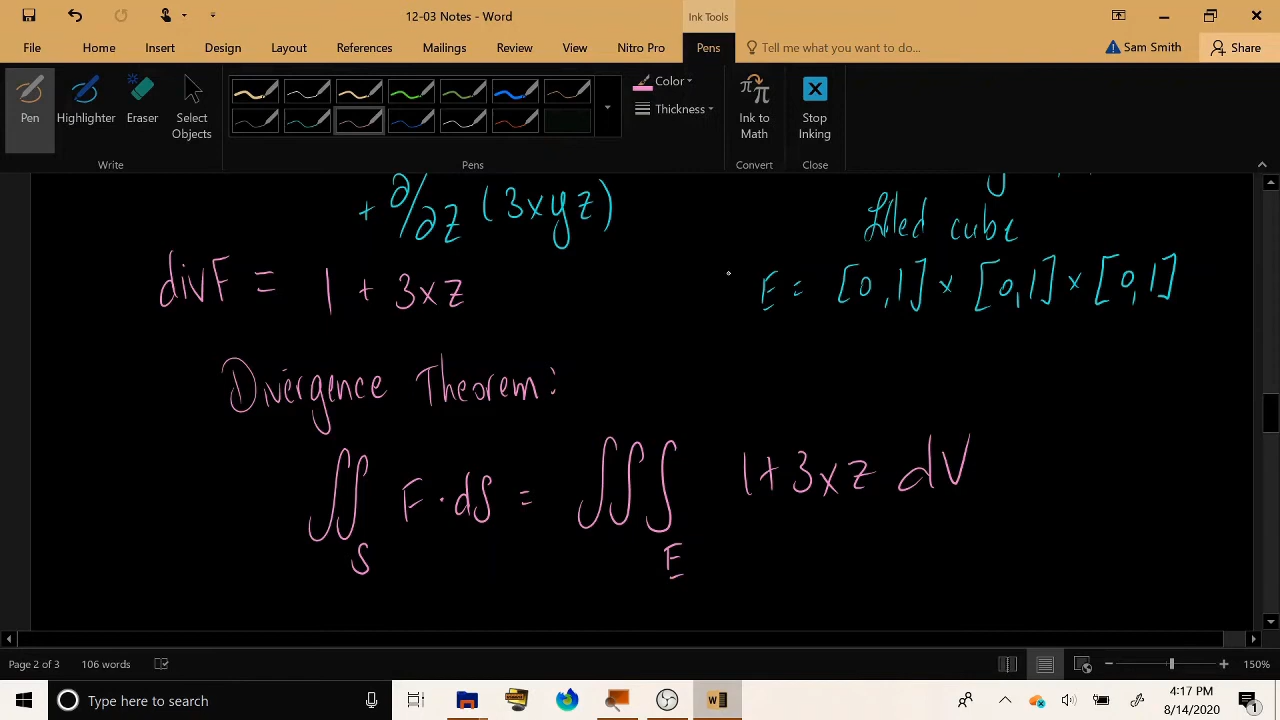 12-03 Notes - Word
Ink Tools
File Home Insert Design Layout References Mailings Review View Nitro Pro Pens Tell me what you want to do... Sam Smith Share
Pen Highlighter Eraser Select Objects Color Thickness Ink to Math Stop Inking
Write Pens Convert Close
+ ∂/∂z (3xyz)
filled cube
divF = 1 + 3xz
E = [0,1] × [0,1] × [0,1]
Divergence Theorem:
∬_S F · dS = ∭_E 1+3xz dV
Page 2 of 3 106 words 150%
Type here to search
4:17 PM
8/14/2020
1